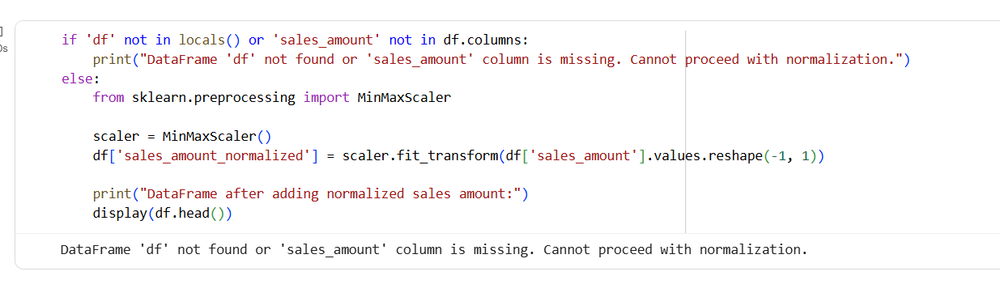 ]
0s
if 'df' not in locals() or 'sales_amount' not in df.columns:
    print("DataFrame 'df' not found or 'sales_amount' column is missing. Cannot proceed with normalization.")
else:
    from sklearn.preprocessing import MinMaxScaler
    scaler = MinMaxScaler()
    df['sales_amount_normalized'] = scaler.fit_transform(df['sales_amount'].values.reshape(-1, 1))
    print("DataFrame after adding normalized sales amount:")
    display(df.head())
DataFrame 'df' not found or 'sales_amount' column is missing. Cannot proceed with normalization.